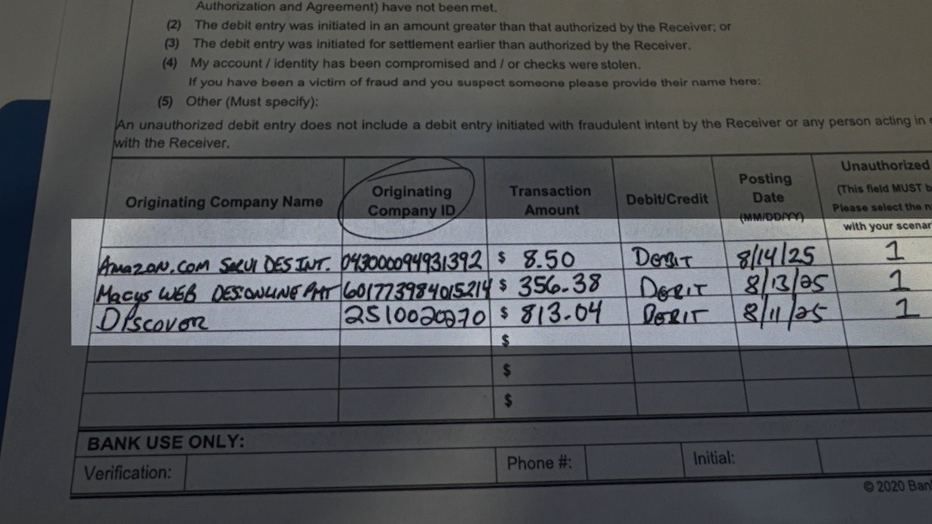 Authorization and Agreement) have not been met.
(2) The debit entry was initiated in an amount greater than that authorized by the Receiver; or
(3) The debit entry was initiated for settlement earlier than authorized by the Receiver.
(4) My account / identity has been compromised and / or checks were stolen.
If you have been a victim of fraud and you suspect someone please provide their name here:
(5) Other (Must specify):
An unauthorized debit entry does not include a debit entry initiated with fraudulent intent by the Receiver or any person acting in
with the Receiver.
Originating Company Name Originating Company ID Transaction Amount Debit/Credit Posting Date (MM/DD/YY) Unauthorized
(This field MUST b
Please select the n
with your scenar
Amazon.com Serv DES INT. 043000094931392 $ 8.50 Debit 8/14/25 1
Macys WEB DES:ONLINE PMT 601773984015214 $ 356.38 Debit 8/13/25 1
Discover 2510020270 $ 813.04 Debit 8/11/25 1
$
$
$
BANK USE ONLY:
Verification: Phone #: Initial:
© 2020 Ban